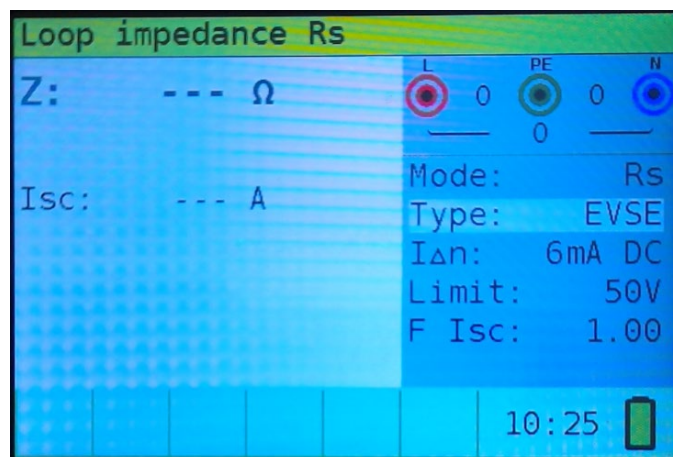 Loop impedance Rs
Z: --- Ω
Isc: --- A
L PE N
0 0
0
Mode: Rs
Type: EVSE
I∆n: 6mA DC
Limit: 50V
F Isc: 1.00
10:25